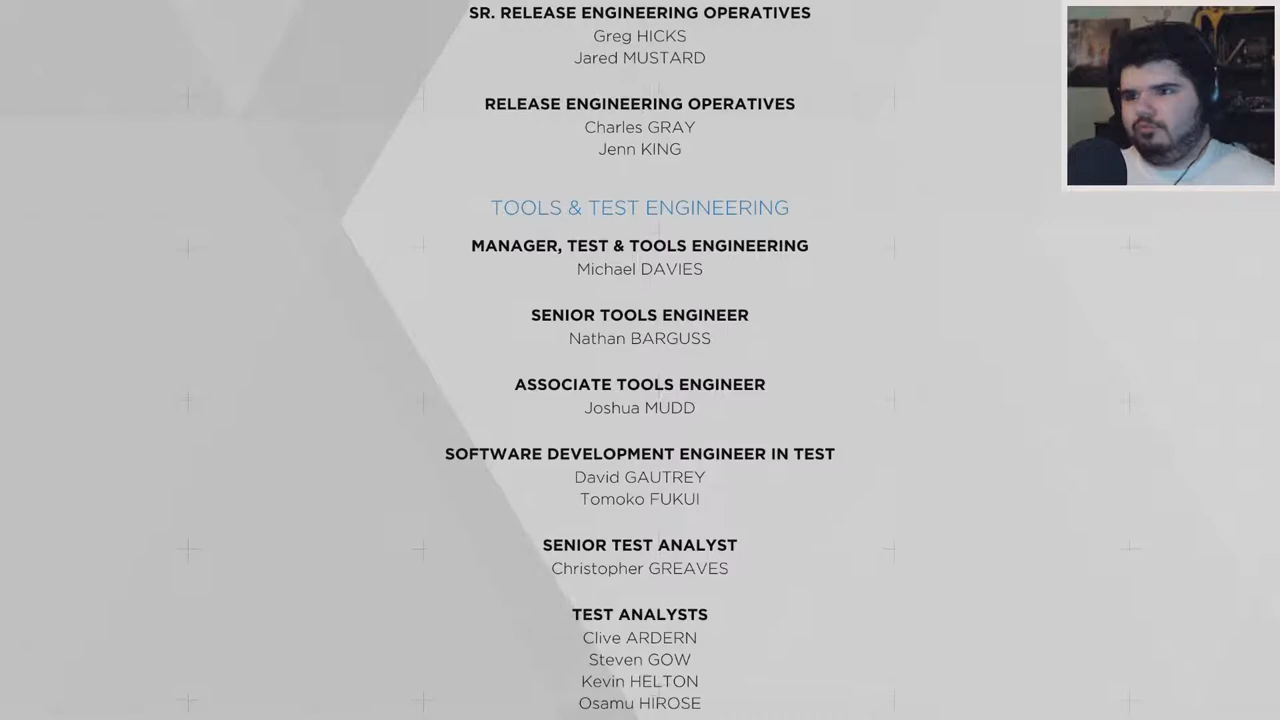 SR. RELEASE ENGINEERING OPERATIVES
Greg HICKS
Jared MUSTARD
RELEASE ENGINEERING OPERATIVES
Charles GRAY
Jenn KING
TOOLS & TEST ENGINEERING
MANAGER, TEST & TOOLS ENGINEERING
Michael DAVIES
SENIOR TOOLS ENGINEER
Nathan BARGUSS
ASSOCIATE TOOLS ENGINEER
Joshua MUDD
SOFTWARE DEVELOPMENT ENGINEER IN TEST
David GAUTREY
Tomoko FUKUI
SENIOR TEST ANALYST
Christopher GREAVES
TEST ANALYSTS
Clive ARDERN
Steven GOW
Kevin HELTON
Osamu HIROSE